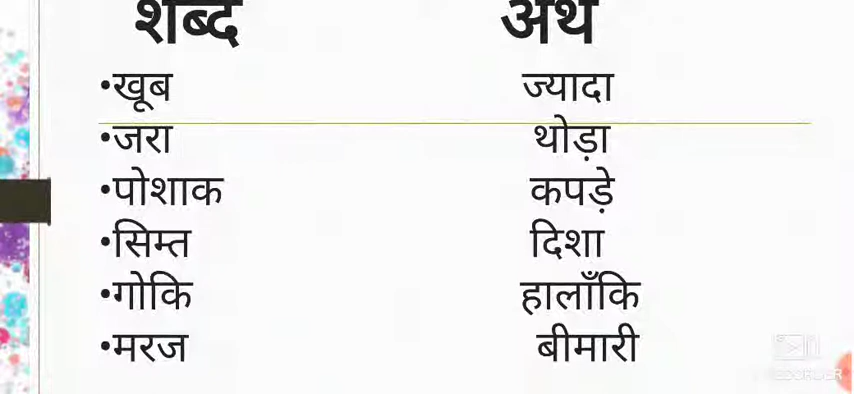 शब्द अर्थ
•खूब ज्यादा
•जरा थोड़ा
•पोशाक कपड़े
•सिम्त दिशा
•गोकि हालाँकि
•मरज बीमारी